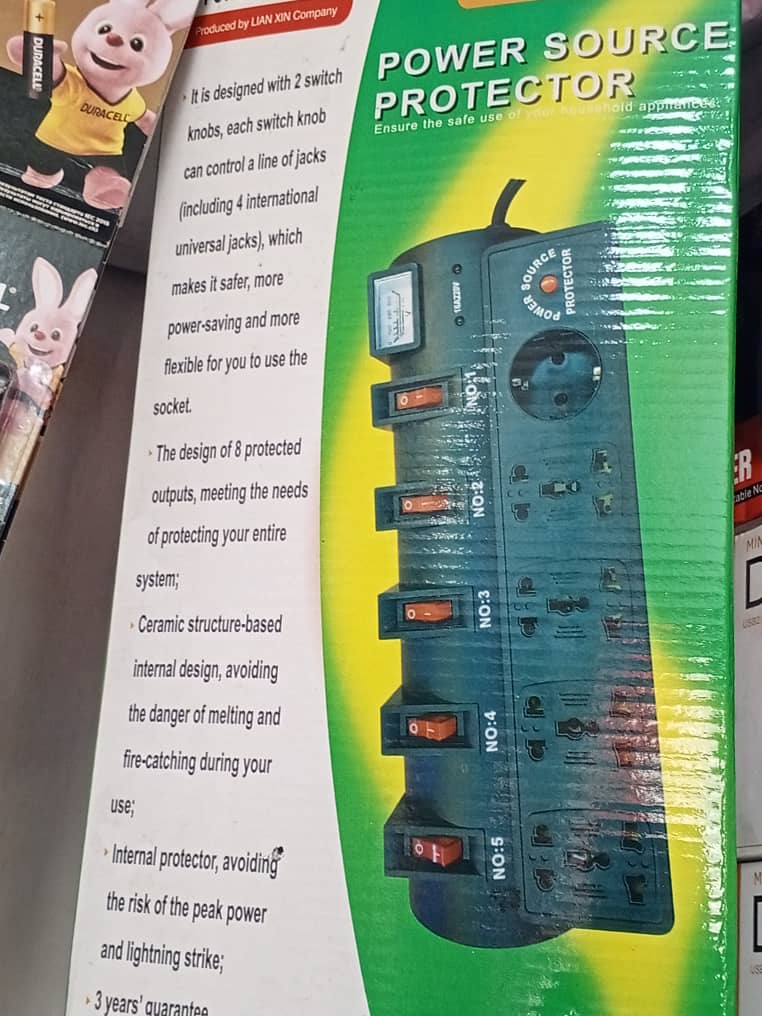 Produced by LIAN XIN Company
· It is designed with 2 switch
knobs, each switch knob
can control a line of jacks
(including 4 international
universal jacks), which
makes it safer, more
power-saving and more
flexible for you to use the
socket.
· The design of 8 protected
outputs, meeting the needs
of protecting your entire
system;
· Ceramic structure-based
internal design, avoiding
the danger of melting and
fire-catching during your
use;
· Internal protector, avoiding
the risk of the peak power
and lightning strike;
· 3 years' guarantee
POWER SOURCE
PROTECTOR
Ensure the safe use of your household appliances.
POWER SOURCE
PROTECTOR
16A220V
NO:1
NO:2
NO:3
NO:4
NO:5
DURACELL
DURACELL
ER
MIN